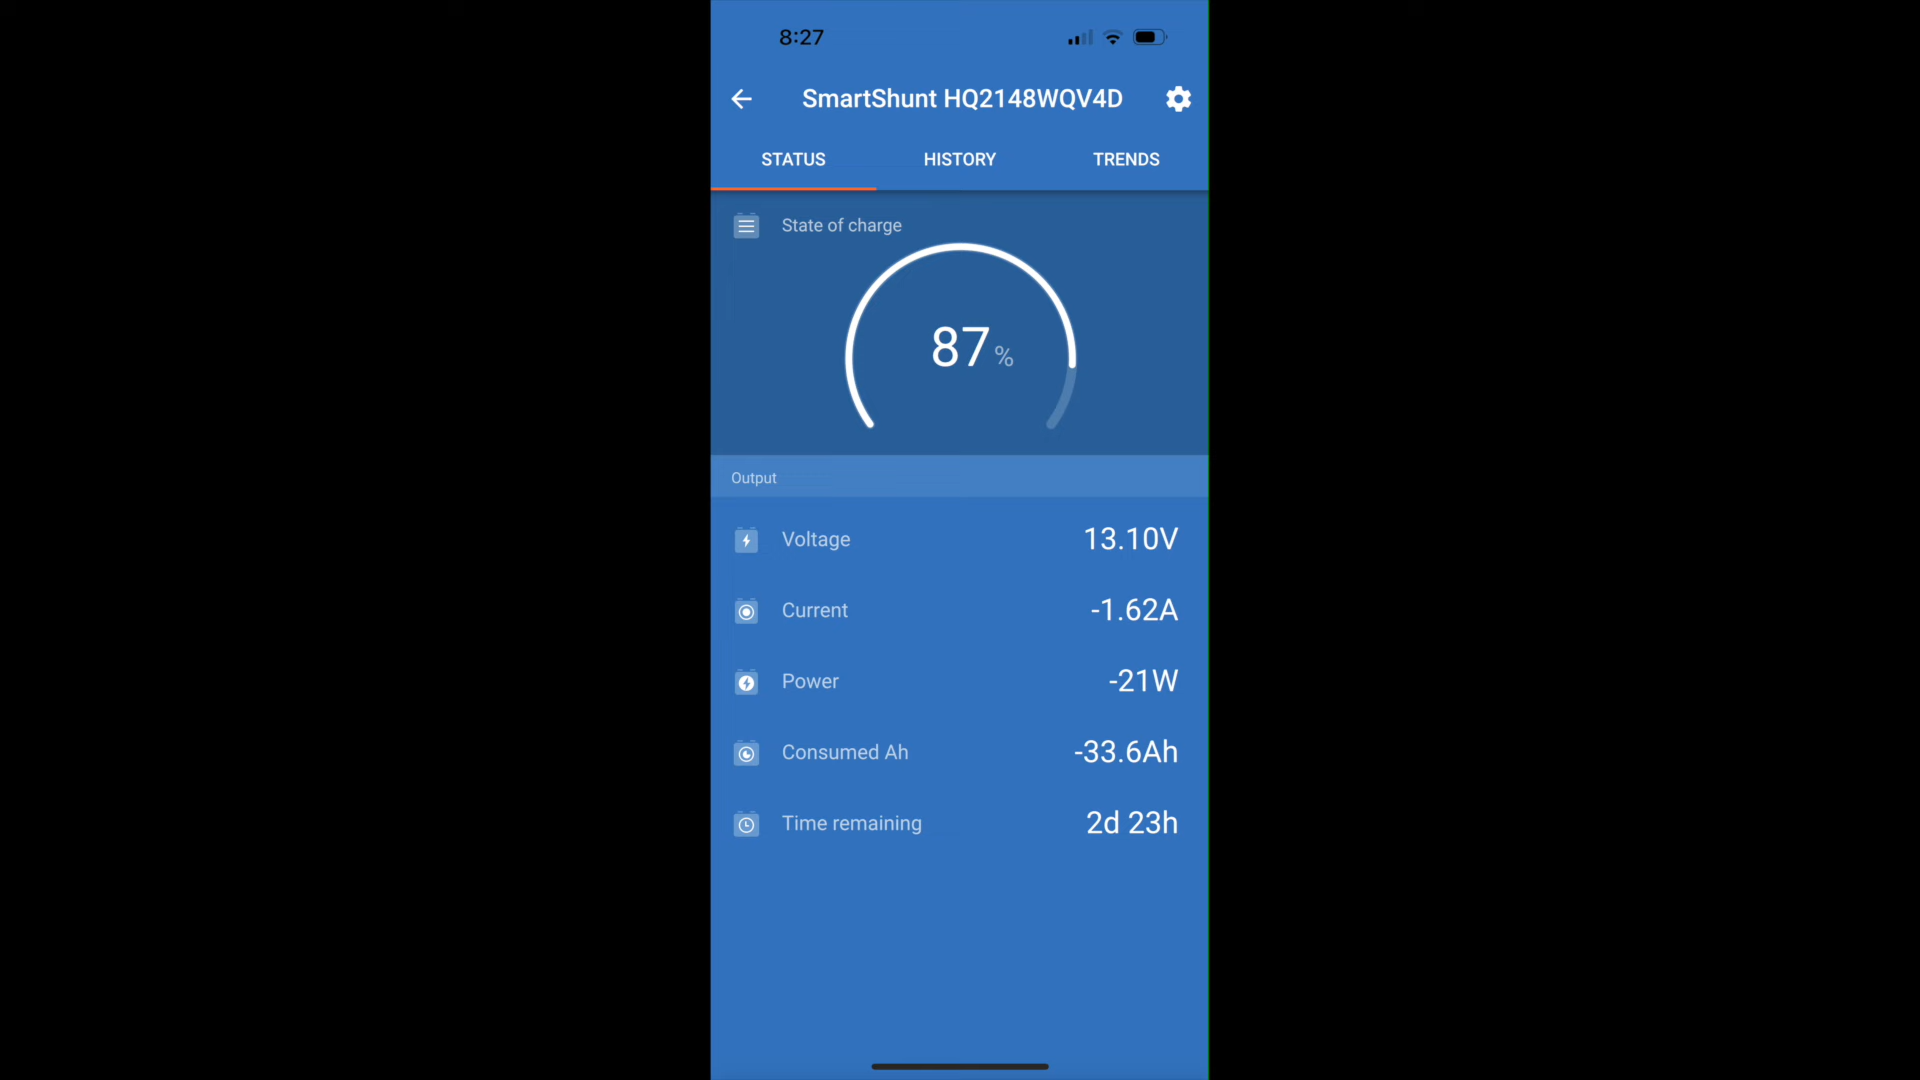 8:27
SmartShunt HQ2148WQV4D
STATUS HISTORY TRENDS
State of charge
87%
Output
Voltage 13.10V
Current -1.62A
Power -21W
Consumed Ah -33.6Ah
Time remaining 2d 23h